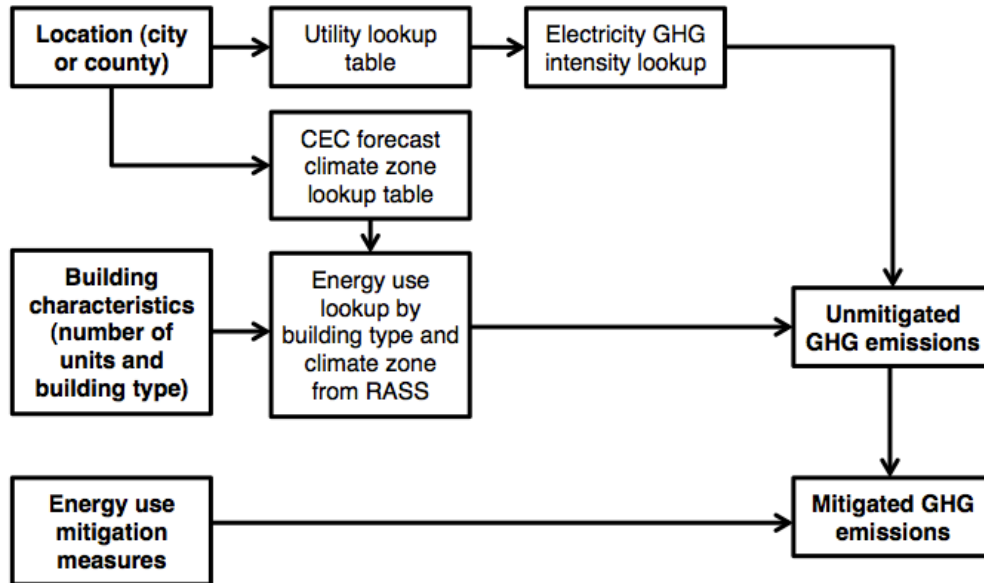 Location (city
or county)
Utility lookup
table
Electricity GHG
intensity lookup
CEC forecast
climate zone
lookup table
Building
characteristics
(number of
units and
building type)
Energy use
lookup by
building type and
climate zone
from RASS
Unmitigated
GHG emissions
Energy use
mitigation
measures
Mitigated GHG
emissions